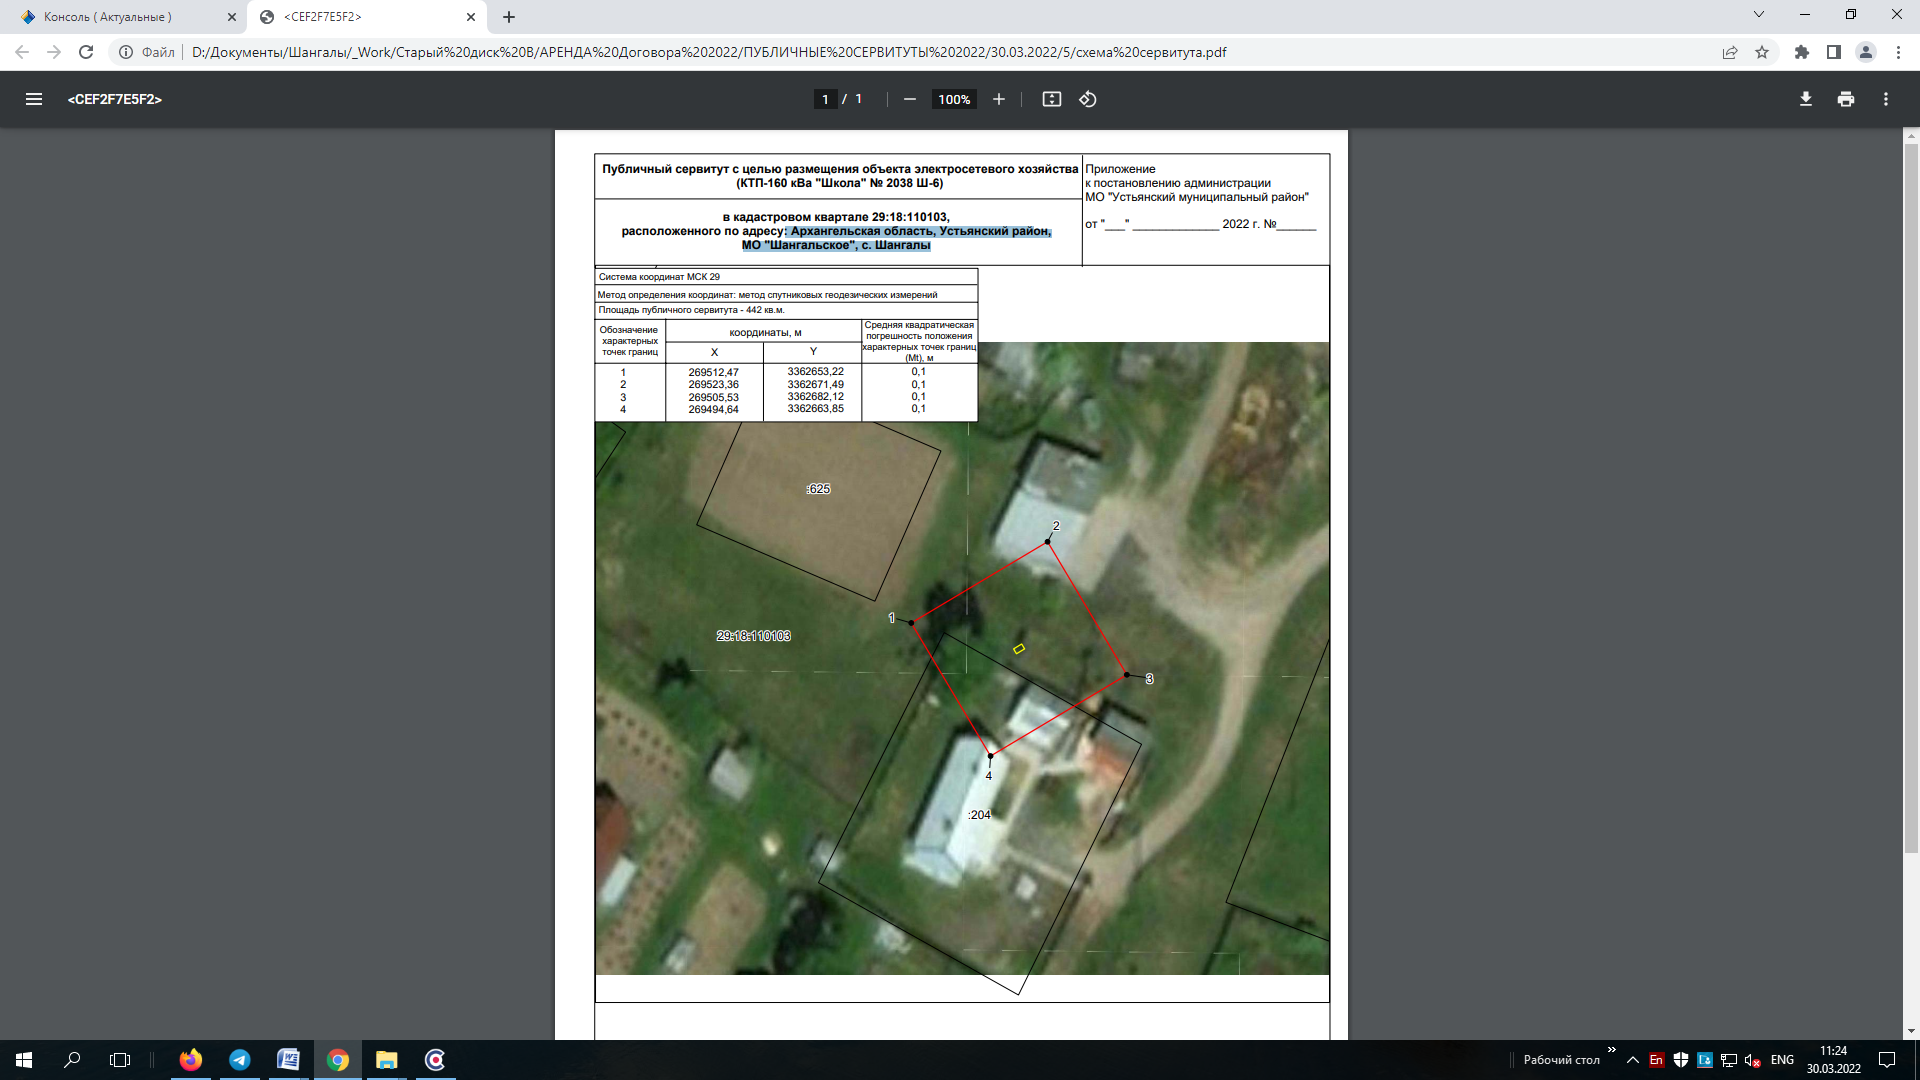 Консоль ( Актуальные )
<CEF2F7E5F2>
Файл
D:/Документы/Шангалы/_Work/Старый%20диск%20В/АРЕНДА%20Договора%202022/ПУБЛИЧНЫЕ%20СЕРВИТУТЫ%202022/30.03.2022/5/схема%20сервитута.pdf
<CEF2F7E5F2>
1 / 1
100%
Публичный сервитут с целью размещения объекта электросетевого хозяйства
(КТП-160 кВа "Школа" № 2038 Ш-6)
в кадастровом квартале 29:18:110103,
расположенного по адресу: Архангельская область, Устьянский район,
МО "Шангальское", с. Шангалы
Приложение
к постановлению администрации
МО "Устьянский муниципальный район"
от "___" _____________ 2022 г. №______
Система координат МСК 29
Метод определения координат: метод спутниковых геодезических измерений
Площадь публичного сервитута - 442 кв.м.
Обозначение
характерных
точек границ
координаты, м
X
Y
Средняя квадратическая
погрешность положения
характерных точек границ
(Mt), м
1 269512,47 3362653,22 0,1
2 269523,36 3362671,49 0,1
3 269505,53 3362682,12 0,1
4 269494,64 3362663,85 0,1
:625
2
1
29:18:110103
3
4
:204
Рабочий стол
En
ENG
11:24
30.03.2022